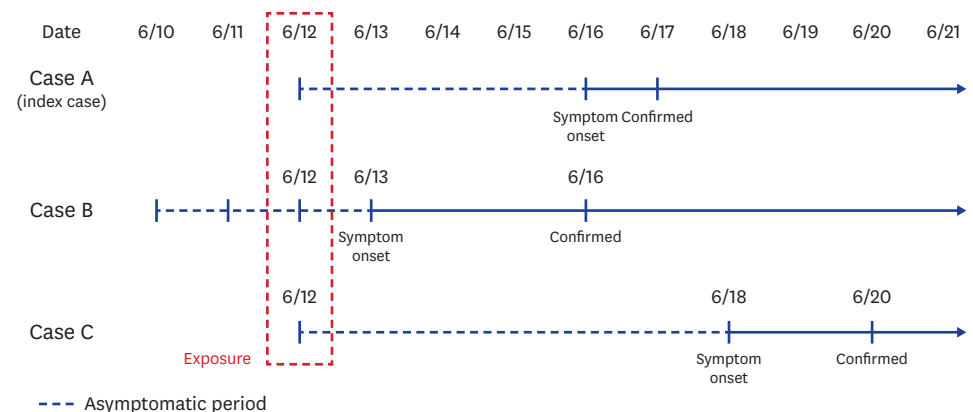 Date 6/10 6/11 6/12 6/13 6/14 6/15 6/16 6/17 6/18 6/19 6/20 6/21
Case A
(index case)
Symptom Confirmed
onset
6/12 6/13 6/16
Case B
Symptom Confirmed
onset
6/12 6/18 6/20
Case C
Exposure Symptom Confirmed
onset
Asymptomatic period